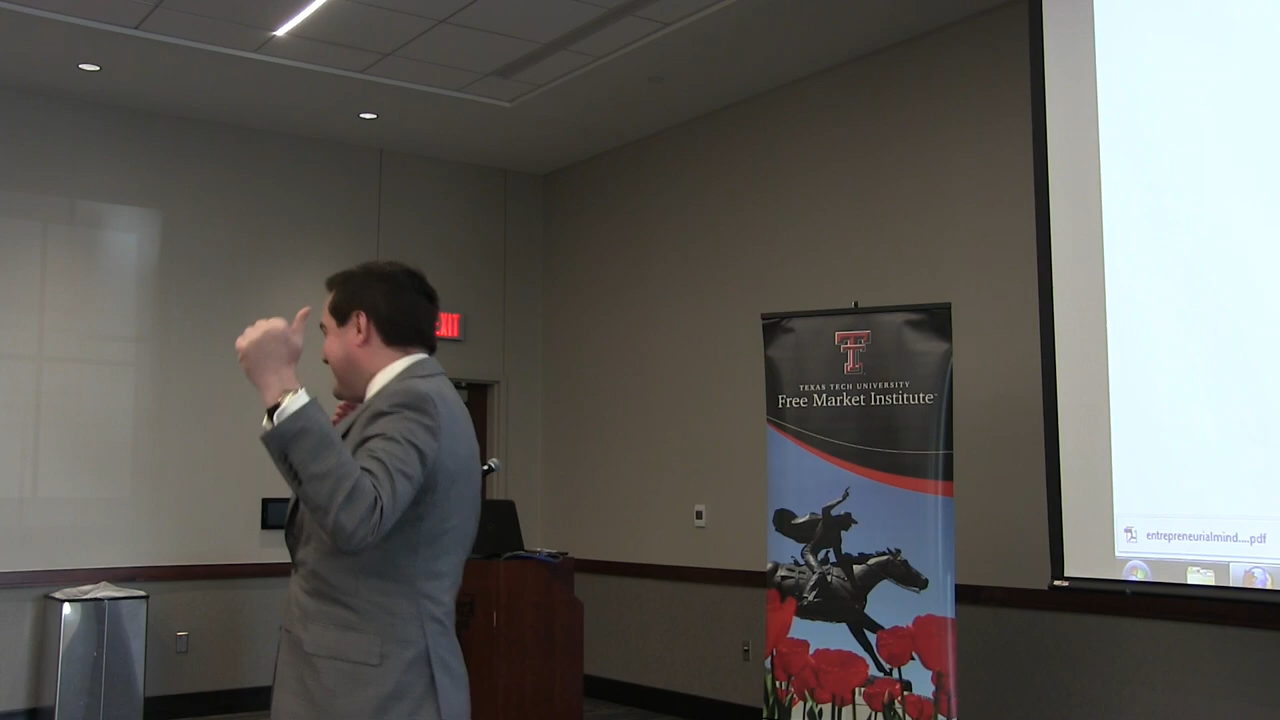 EXIT
T
TEXAS TECH UNIVERSITY
Free Market Institute
entrepreneurialmind....pdf